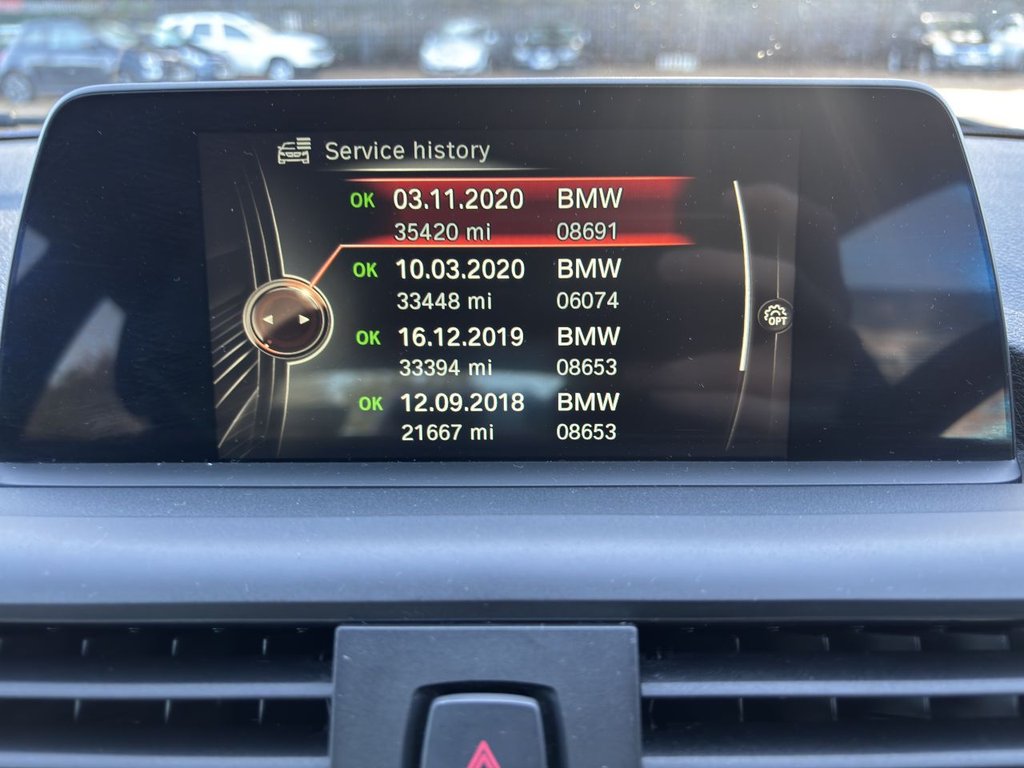 Service history
OK 03.11.2020 BMW
35420 mi 08691
OK 10.03.2020 BMW
33448 mi 06074
OK 16.12.2019 BMW
33394 mi 08653
OK 12.09.2018 BMW
21667 mi 08653
OPT